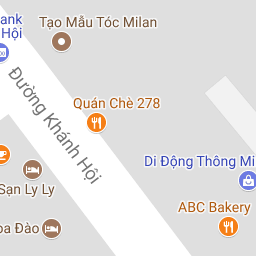 ank
Hội
Tạo Mẫu Tóc Milan
Đường Khánh Hội
Quán Chè 278
Di Động Thông Mi
Sạn Ly Ly
ABC Bakery
oa Đào